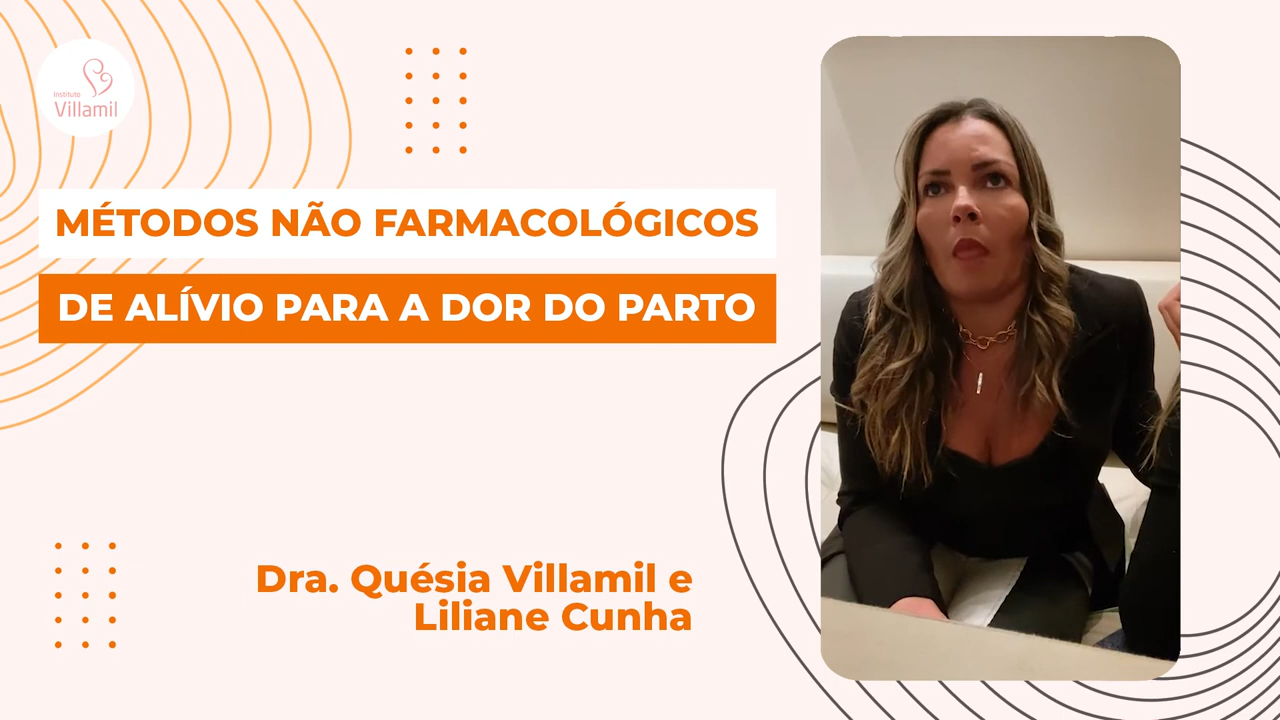 Instituto
Villamil
MÉTODOS NÃO FARMACOLÓGICOS
DE ALÍVIO PARA A DOR DO PARTO
Dra. Quésia Villamil e
Liliane Cunha